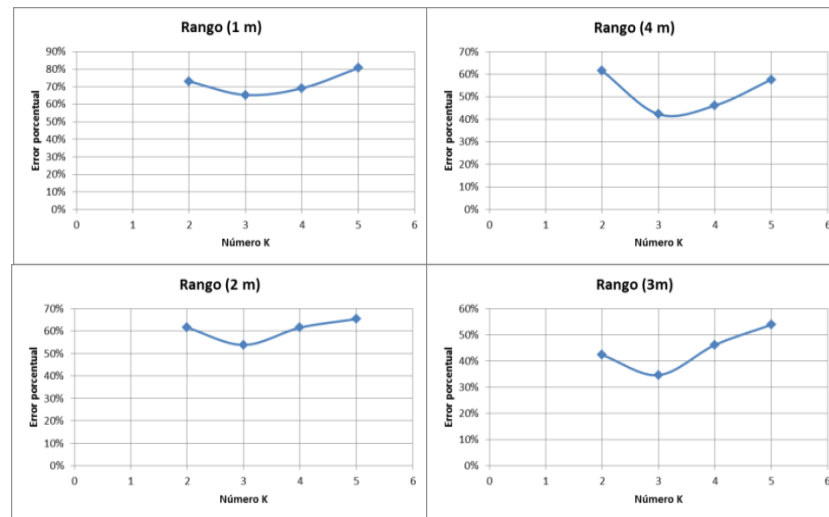 Rango (1 m)
Error porcentual
90%
80%
70%
60%
50%
40%
30%
20%
10%
0%
0 1 2 3 4 5 6
Número K
Rango (4 m)
Error porcentual
70%
60%
50%
40%
30%
20%
10%
0%
0 1 2 3 4 5 6
Número K
Rango (2 m)
Error porcentual
70%
60%
50%
40%
30%
20%
10%
0%
0 1 2 3 4 5 6
Número K
Rango (3m)
Error porcentual
60%
50%
40%
30%
20%
10%
0%
0 1 2 3 4 5 6
Número K